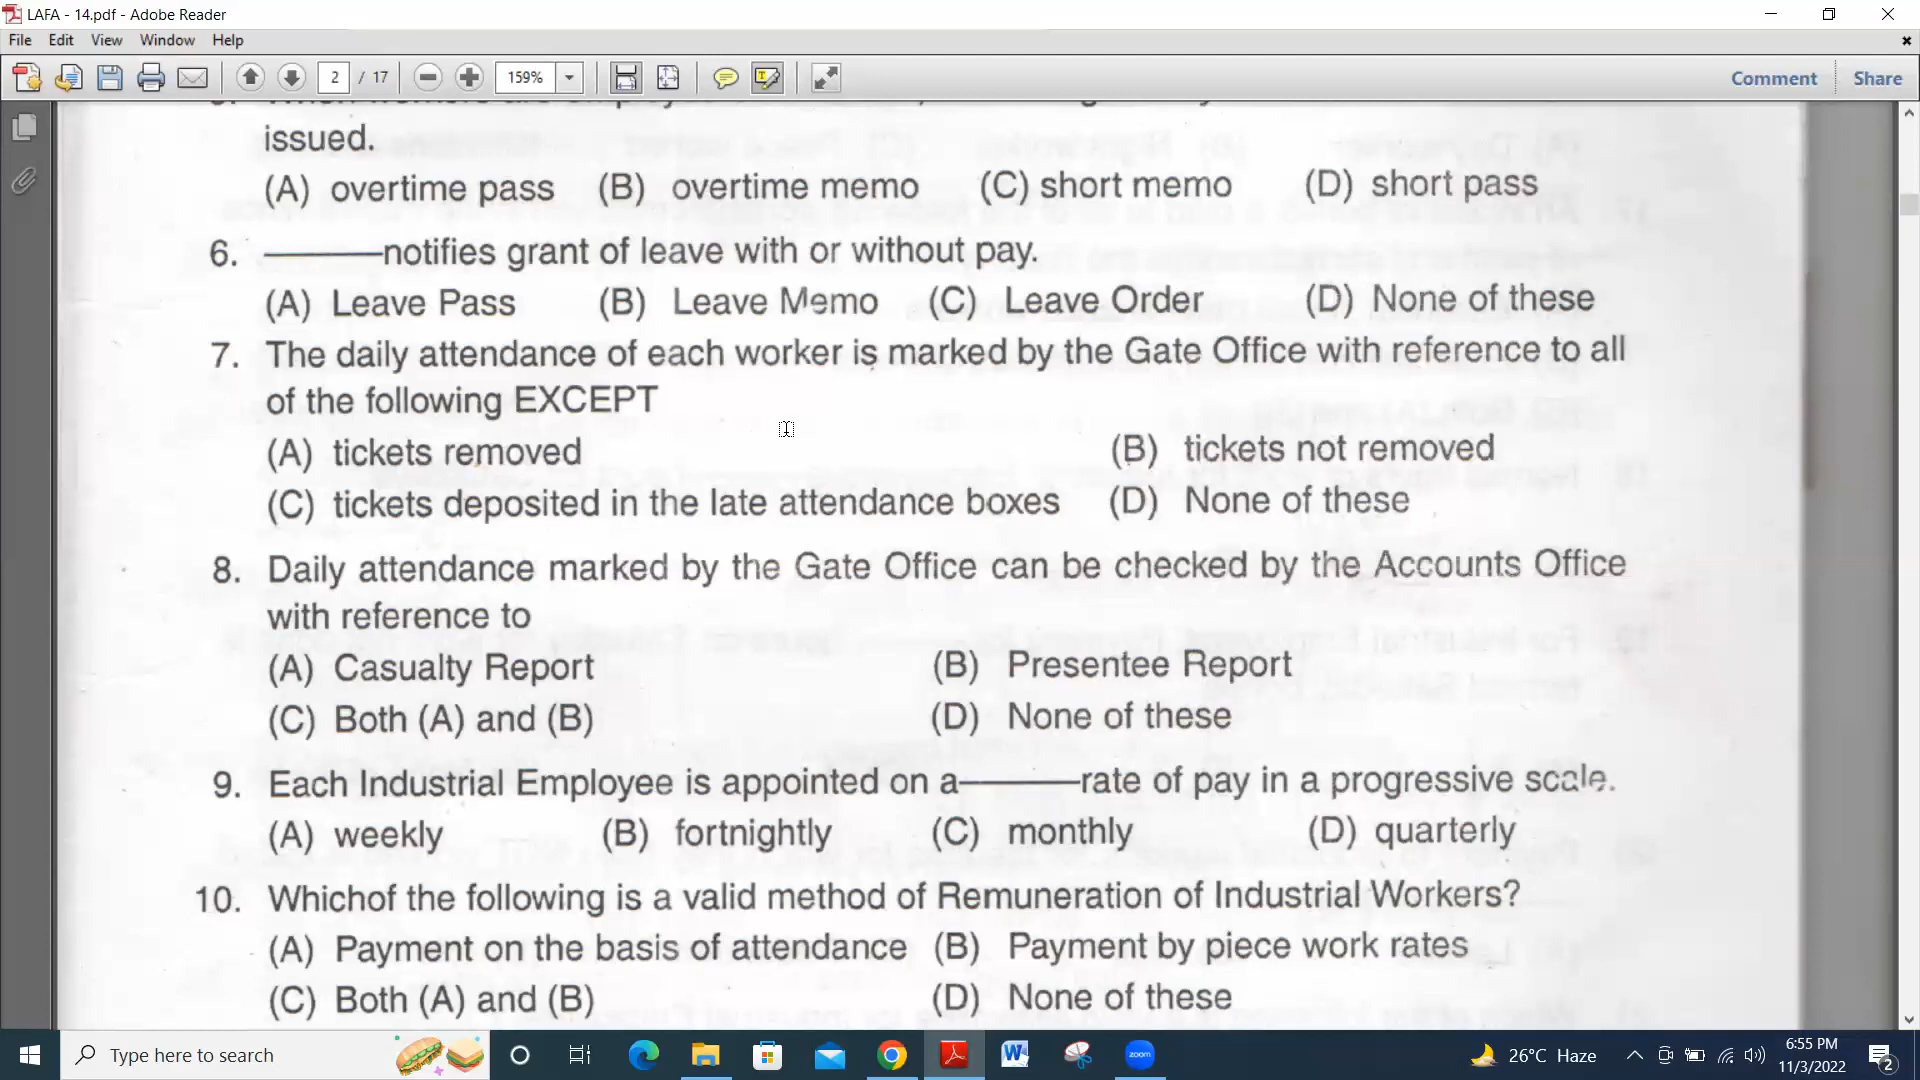 LAFA - 14.pdf - Adobe Reader
File Edit View Window Help
2 / 17 159% Comment Share
issued.
(A) overtime pass (B) overtime memo (C) short memo (D) short pass
6. ———notifies grant of leave with or without pay.
(A) Leave Pass (B) Leave Memo (C) Leave Order (D) None of these
7. The daily attendance of each worker is marked by the Gate Office with reference to all
of the following EXCEPT
(A) tickets removed (B) tickets not removed
(C) tickets deposited in the late attendance boxes (D) None of these
8. Daily attendance marked by the Gate Office can be checked by the Accounts Office
with reference to
(A) Casualty Report (B) Presentee Report
(C) Both (A) and (B) (D) None of these
9. Each Industrial Employee is appointed on a———rate of pay in a progressive scale.
(A) weekly (B) fortnightly (C) monthly (D) quarterly
10. Whichof the following is a valid method of Remuneration of Industrial Workers?
(A) Payment on the basis of attendance (B) Payment by piece work rates
(C) Both (A) and (B) (D) None of these
Type here to search zoom 26°C Haze 6:55 PM
11/3/2022 2